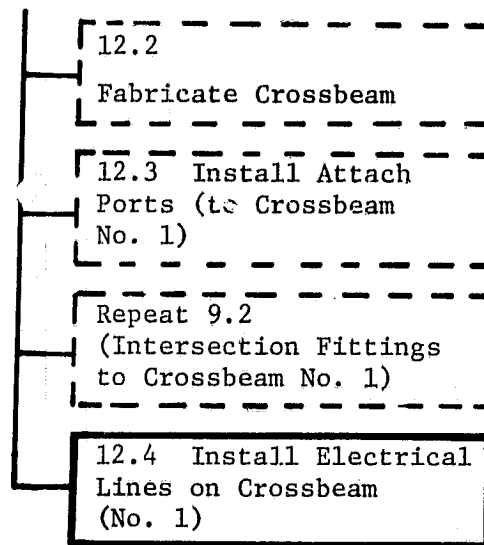 12.2
Fabricate Crossbeam
12.3 Install Attach
Ports (to Crossbeam
No. 1)
Repeat 9.2
(Intersection Fittings
to Crossbeam No. 1)
12.4 Install Electrical
Lines on Crossbeam
(No. 1)